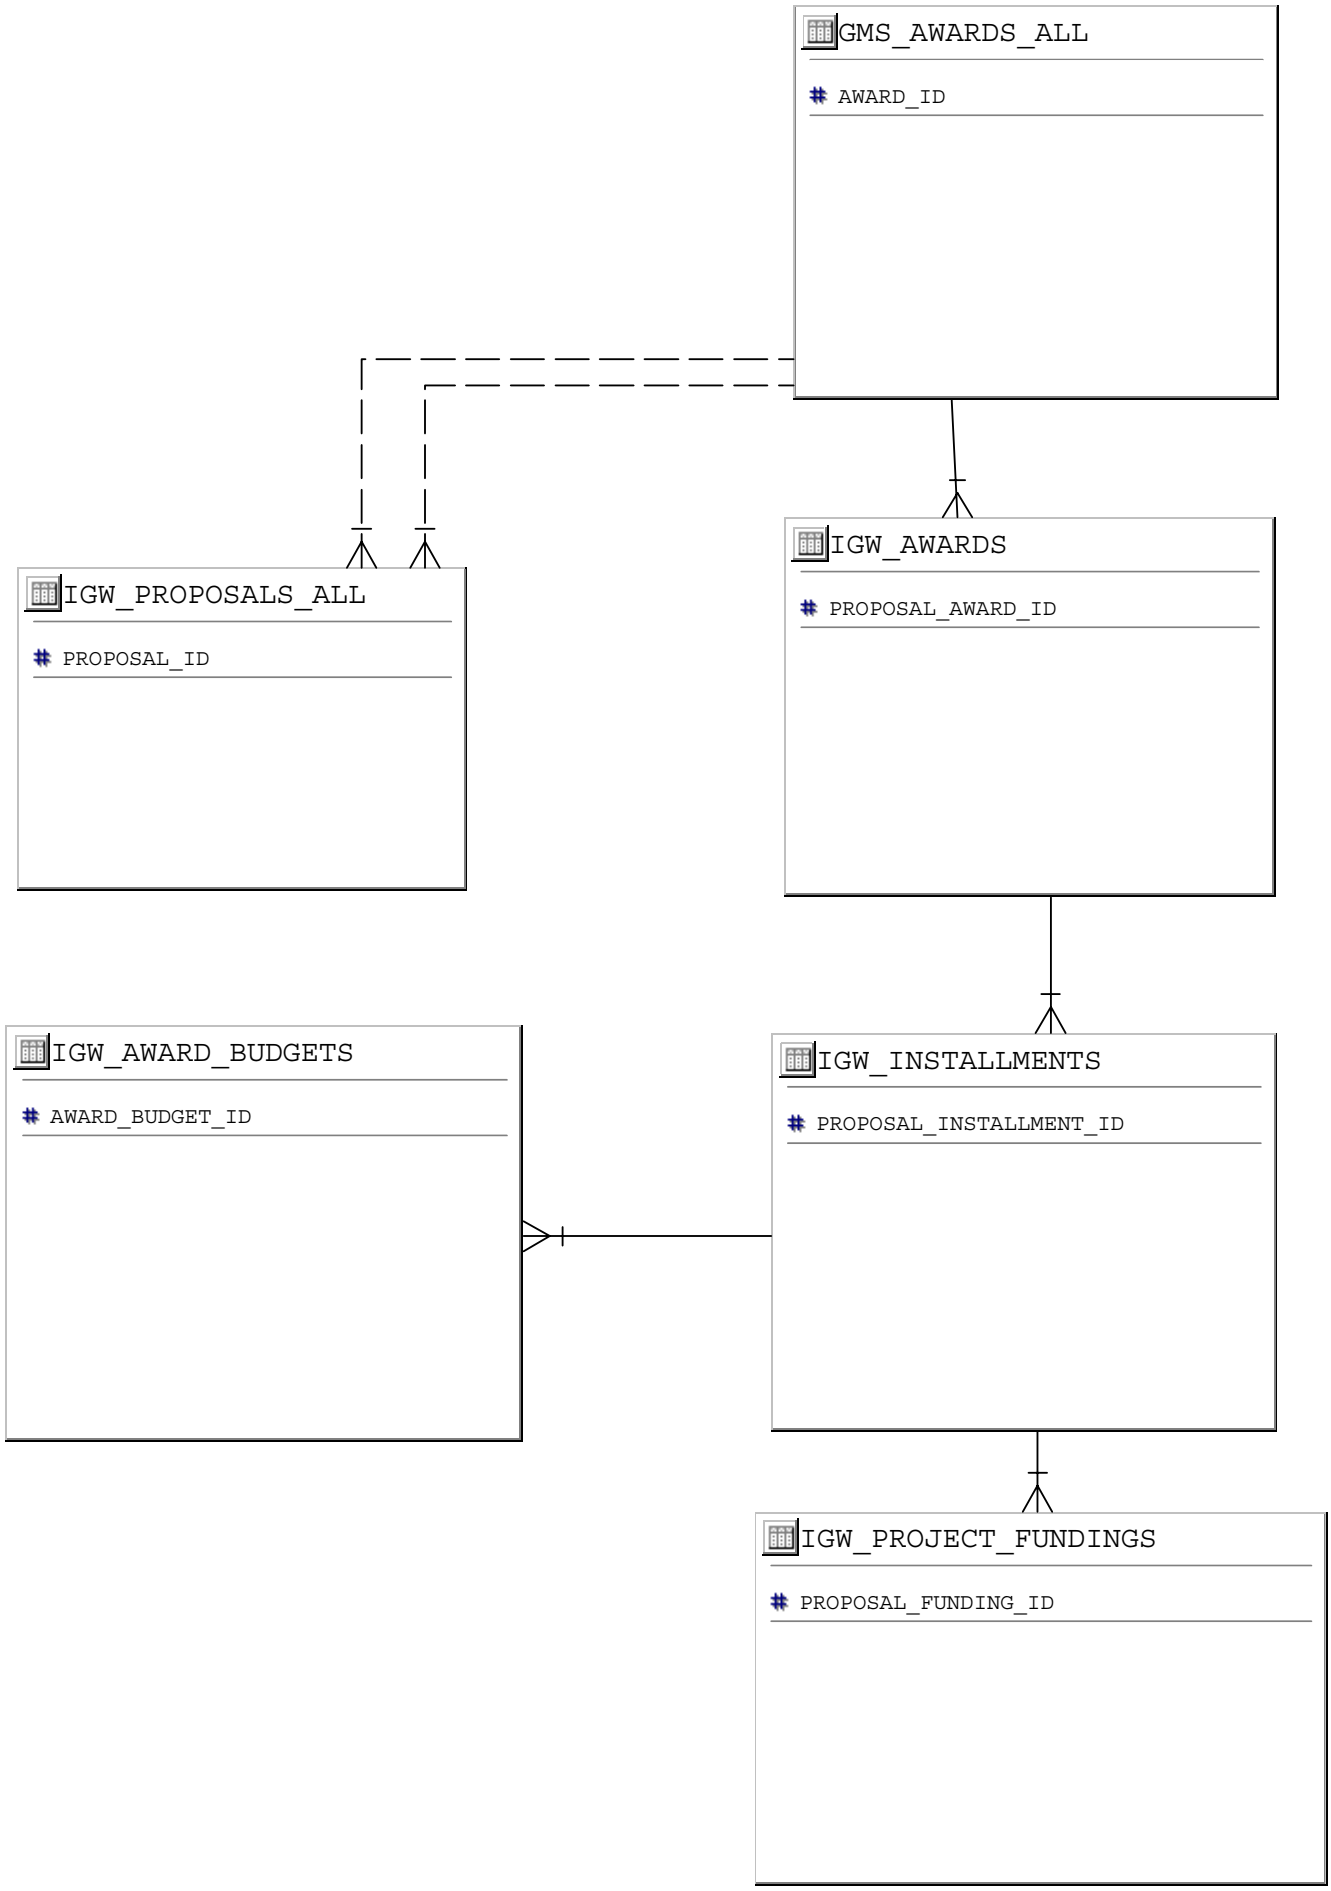 GMS_AWARDS_ALL
# AWARD_ID
IGW_AWARDS
# PROPOSAL_AWARD_ID
IGW_PROPOSALS_ALL
# PROPOSAL_ID
IGW_AWARD_BUDGETS
# AWARD_BUDGET_ID
IGW_INSTALLMENTS
# PROPOSAL_INSTALLMENT_ID
IGW_PROJECT_FUNDINGS
# PROPOSAL_FUNDING_ID